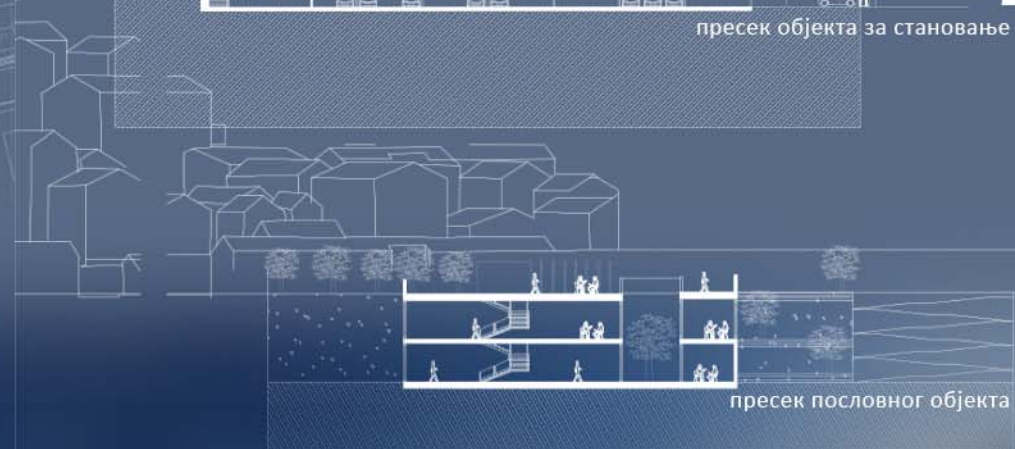 пресек објекта за становање
пресек пословног објекта